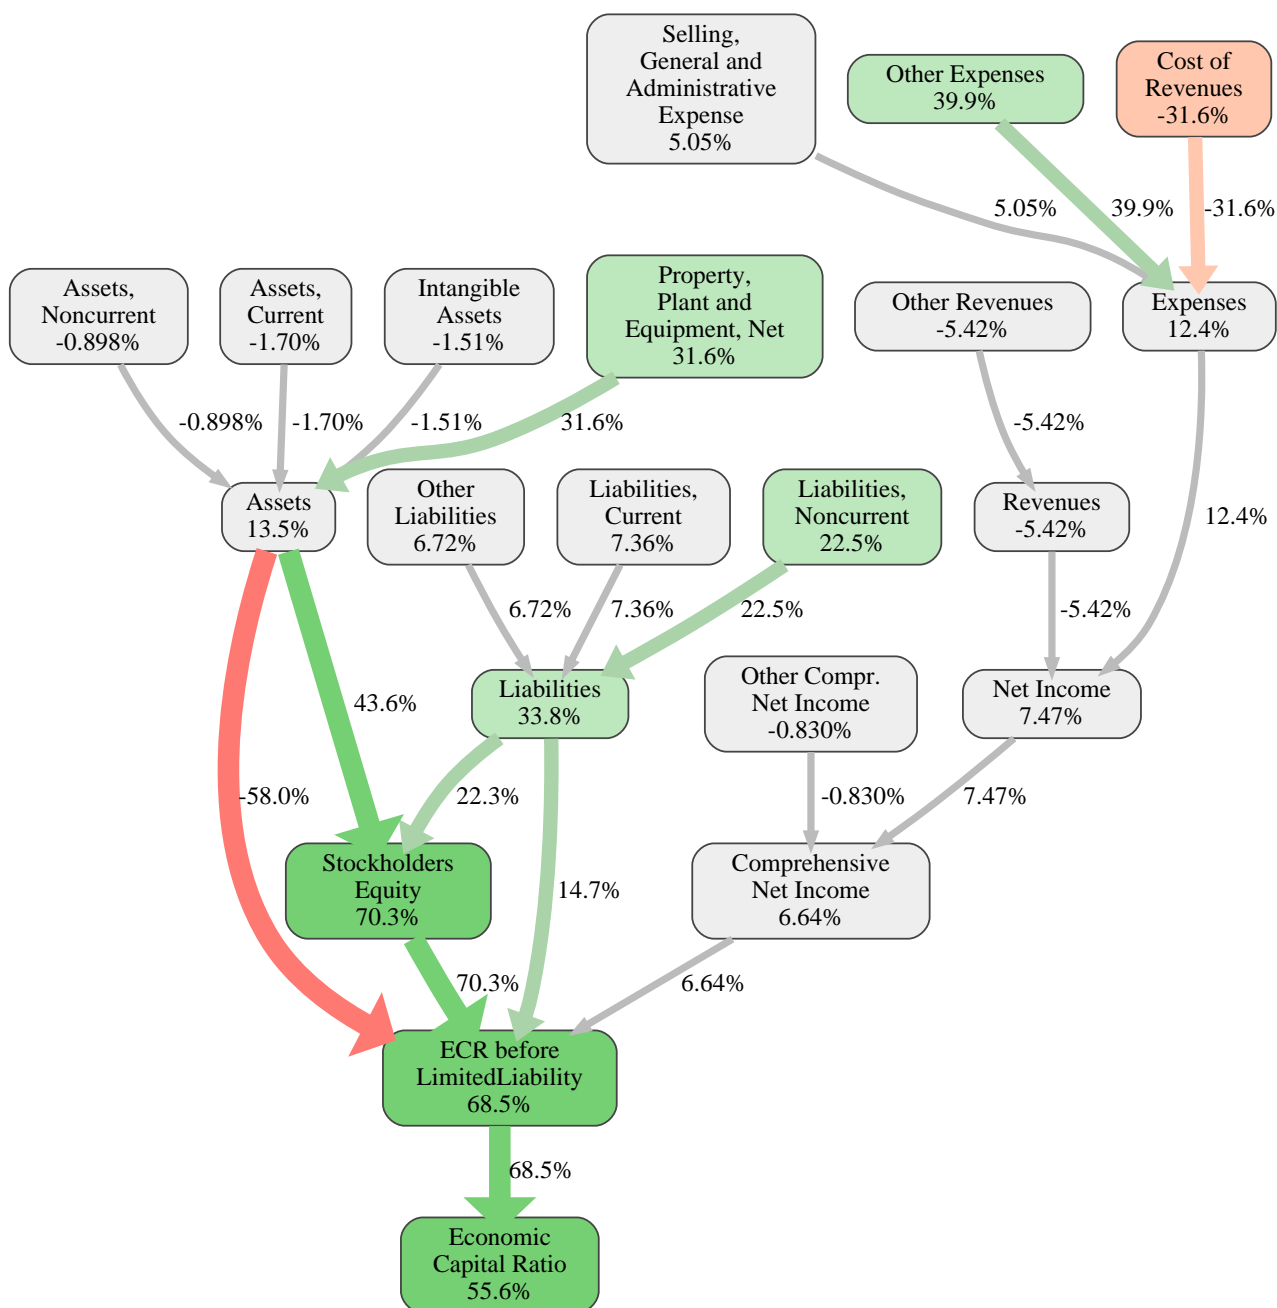 Selling,
General and
Administrative
Expense
5.05%
Other Expenses
39.9%
Cost of
Revenues
-31.6%
5.05%
39.9%
-31.6%
Assets,
Noncurrent
-0.898%
Assets,
Current
-1.70%
Intangible
Assets
-1.51%
Property,
Plant and
Equipment, Net
31.6%
Other Revenues
-5.42%
Expenses
12.4%
-0.898%
-1.70%
-1.51%
31.6%
-5.42%
12.4%
Assets
13.5%
Other
Liabilities
6.72%
Liabilities,
Current
7.36%
Liabilities,
Noncurrent
22.5%
Revenues
-5.42%
6.72%
7.36%
22.5%
-5.42%
Liabilities
33.8%
Other Compr.
Net Income
-0.830%
Net Income
7.47%
43.6%
-58.0%
22.3%
-0.830%
7.47%
Stockholders
Equity
70.3%
14.7%
Comprehensive
Net Income
6.64%
70.3%
6.64%
ECR before
LimitedLiability
68.5%
68.5%
Economic
Capital Ratio
55.6%